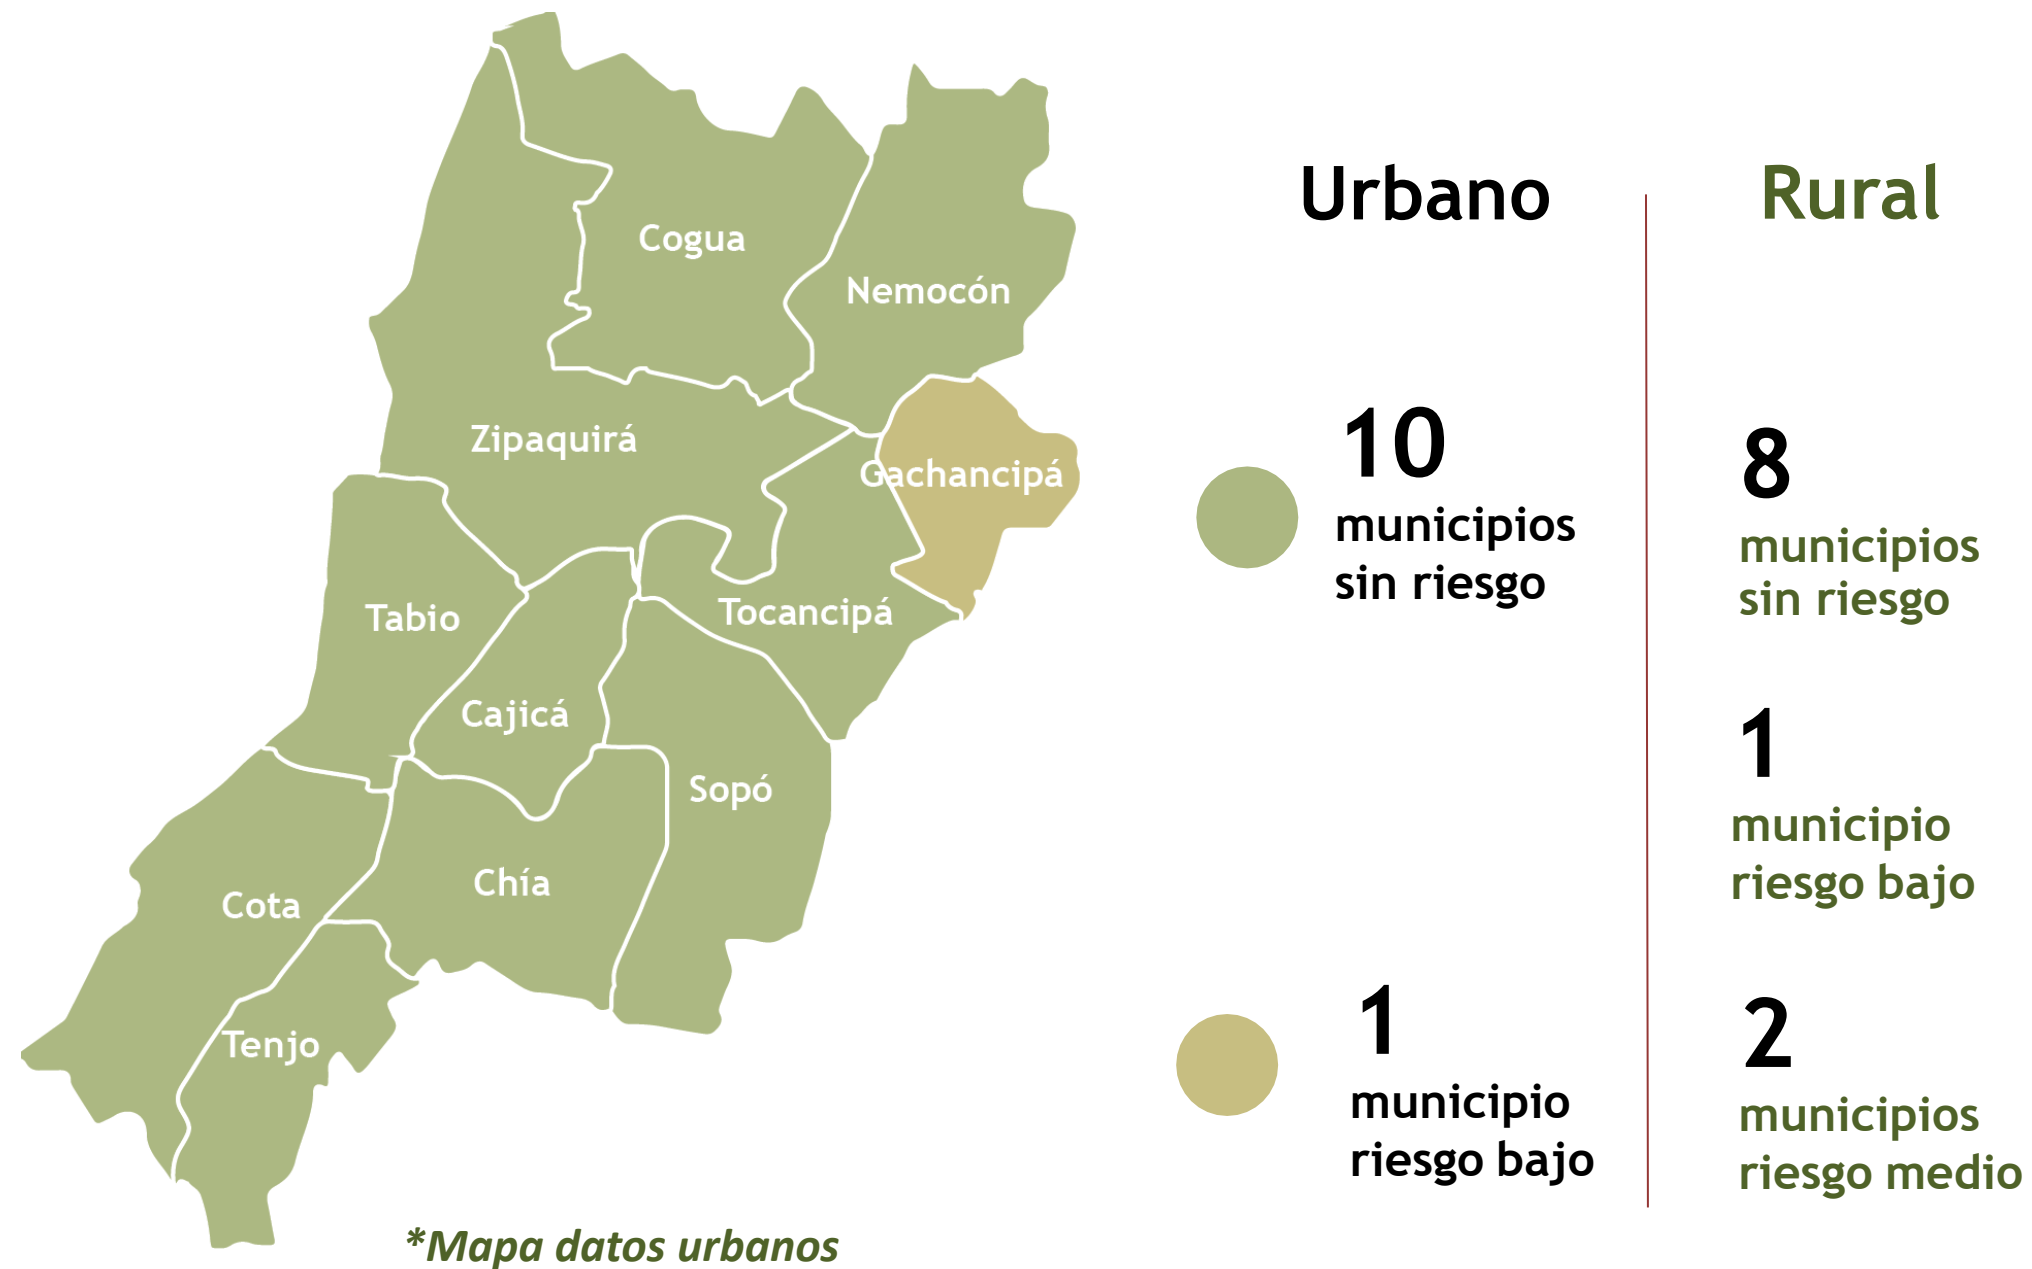 Cogua
Nemocón
Zipaquirá
Gachancipá
Tabio
Tocancipá
Cajicá
Sopó
Chía
Cota
Tenjo
*Mapa datos urbanos
Urbano
10
municipios
sin riesgo
1
municipio
riesgo bajo
Rural
8
municipios
sin riesgo
1
municipio
riesgo bajo
2
municipios
riesgo medio